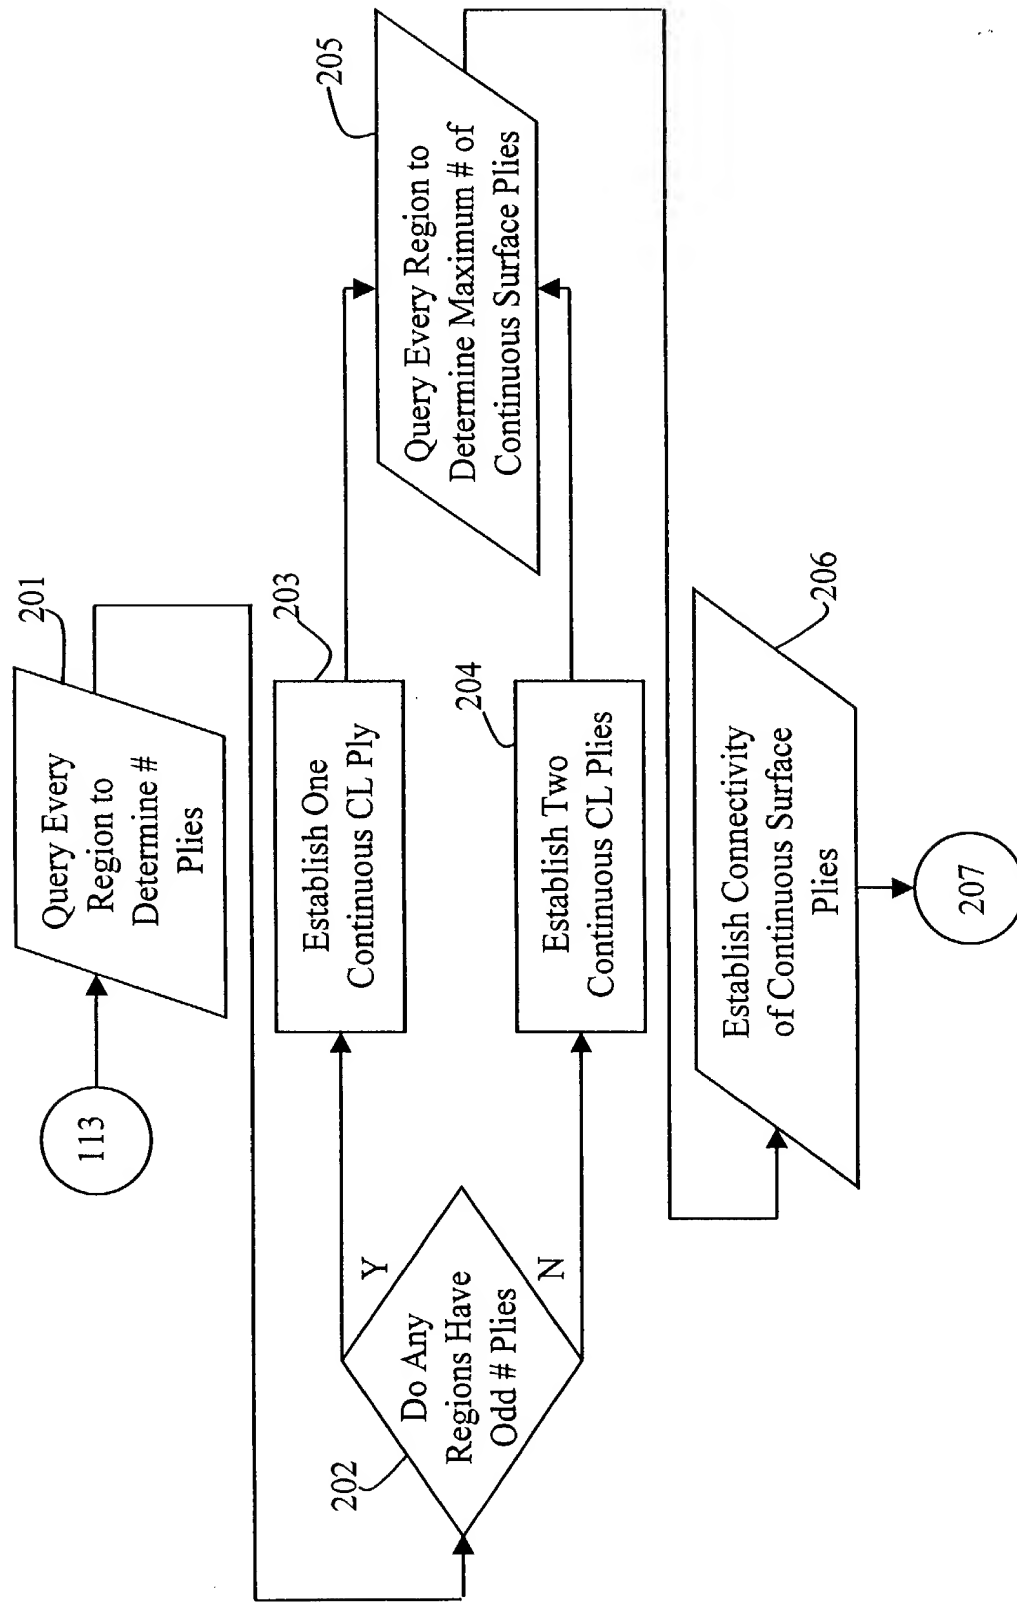 113
Query Every
Region to
Determine #
Plies
201
Do Any
Regions Have
Odd # Plies
202
Y
N
Establish One
Continuous CL Ply
203
Establish Two
Continuous CL Plies
204
Query Every Region to
Determine Maximum # of
Continuous Surface Plies
205
Establish Connectivity
of Continuous Surface
Plies
206
207